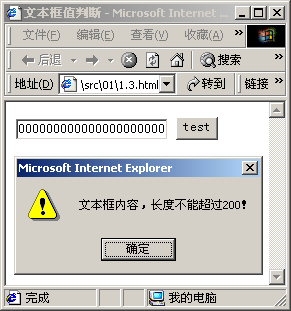 文本框值判断 - Microsoft Internet
文件(F) 编辑(E) 查看(V) 收藏(A) »
后退 搜索
地址(D) \src\01\1.3.html 转到 链接 »
000000000000000000000 test
Microsoft Internet Explorer
文本框内容，长度不能超过200！
确定
完成 我的电脑